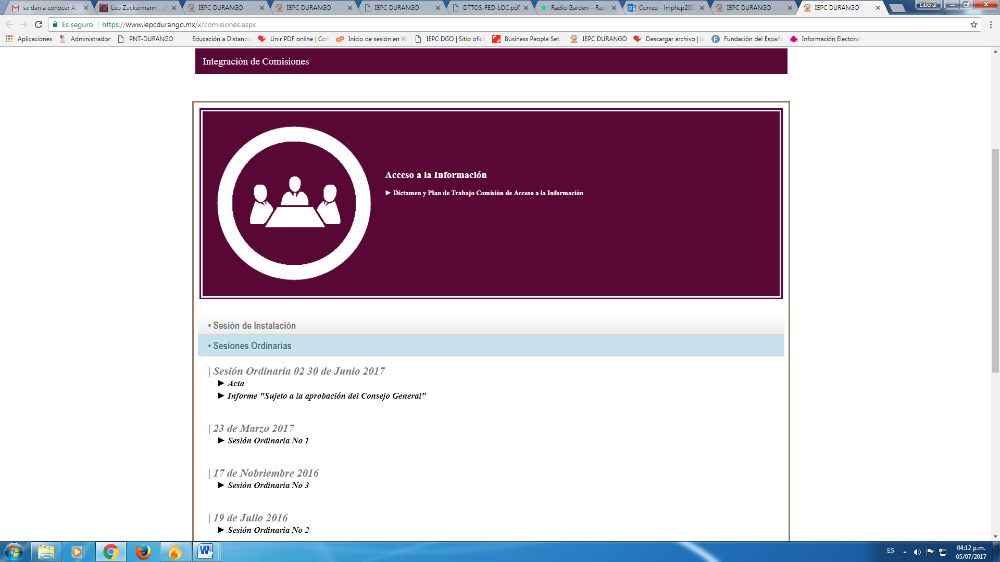 se dan a conocer Ac
Leo Zuckermann - ¿
IEPC DURANGO
IEPC DURANGO
IEPC DURANGO
DTTOS-FED-LOC.pdf
Radio Garden – Rad
Correo - lmphcp200
IEPC DURANGO
IEPC DURANGO
Liberal
Es seguro
https://www.iepcdurango.mx/x/comisiones.aspx
Aplicaciones
Administrador
PNT-DURANGO
Educación a Distancia
Unir PDF online | Con
Inicio de sesión en W
IEPC DGO | Sitio ofici
Business People Set.
IEPC DURANGO
Descargar archivo | iL
Fundación del Españ
Información Electoral
Integración de Comisiones
Acceso a la Información
► Dictamen y Plan de Trabajo Comisión de Acceso a la Información
• Sesión de Instalación
• Sesiones Ordinarias
| Sesión Ordinaria 02 30 de Junio 2017
► Acta
► Informe "Sujeto a la aprobación del Consejo General"
| 23 de Marzo 2017
► Sesión Ordinaria No 1
| 17 de Nobriembre 2016
► Sesión Ordinaria No 3
| 19 de Julio 2016
► Sesión Ordinaria No 2
ES
04:12 p.m.
05/07/2017